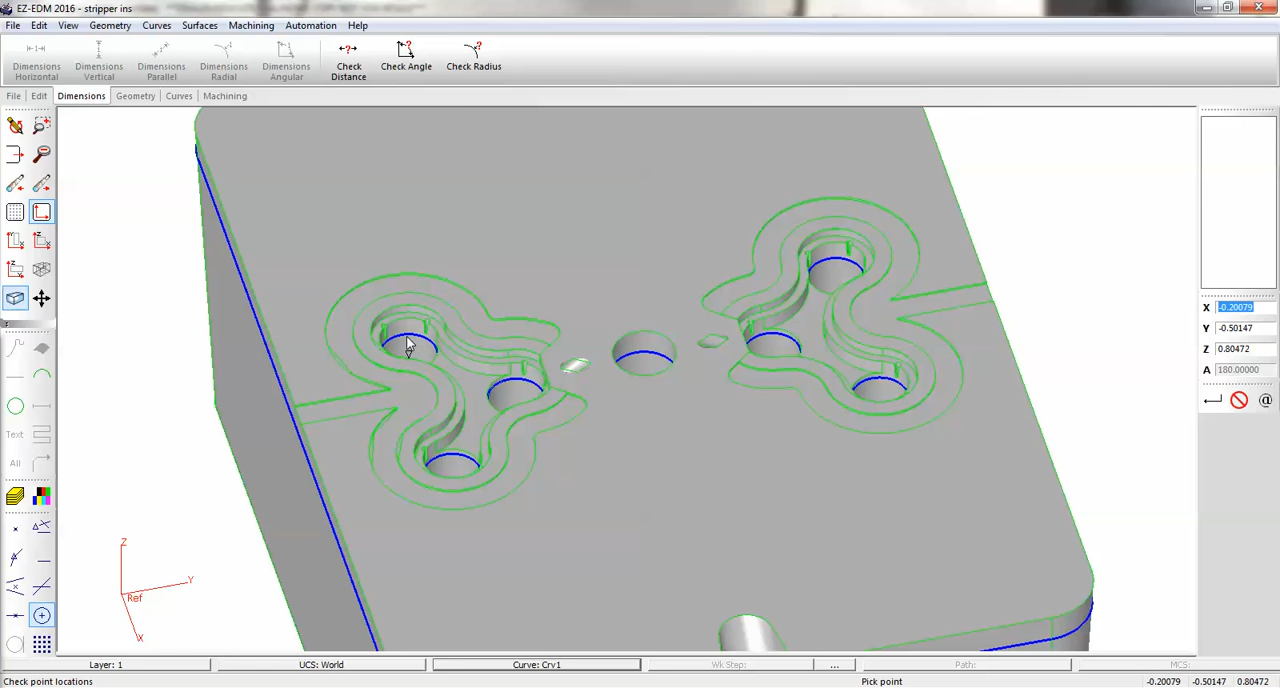 EZ-EDM 2016 - stripper ins
File Edit View Geometry Curves Surfaces Machining Automation Help
Dimensions Horizontal
Dimensions Vertical
Dimensions Parallel
Dimensions Radial
Dimensions Angular
Check Distance
Check Angle
Check Radius
File Edit Dimensions Geometry Curves Machining
X -0.20079
Y -0.50147
Z 0.80472
A 180.00000
@
Text
All
Z
Y
Ref
X
Layer: 1 UCS: World Curve: Crv1 Wk Step: ... Path: MCS:
Check point locations Pick point -0.20079 -0.50147 0.80472